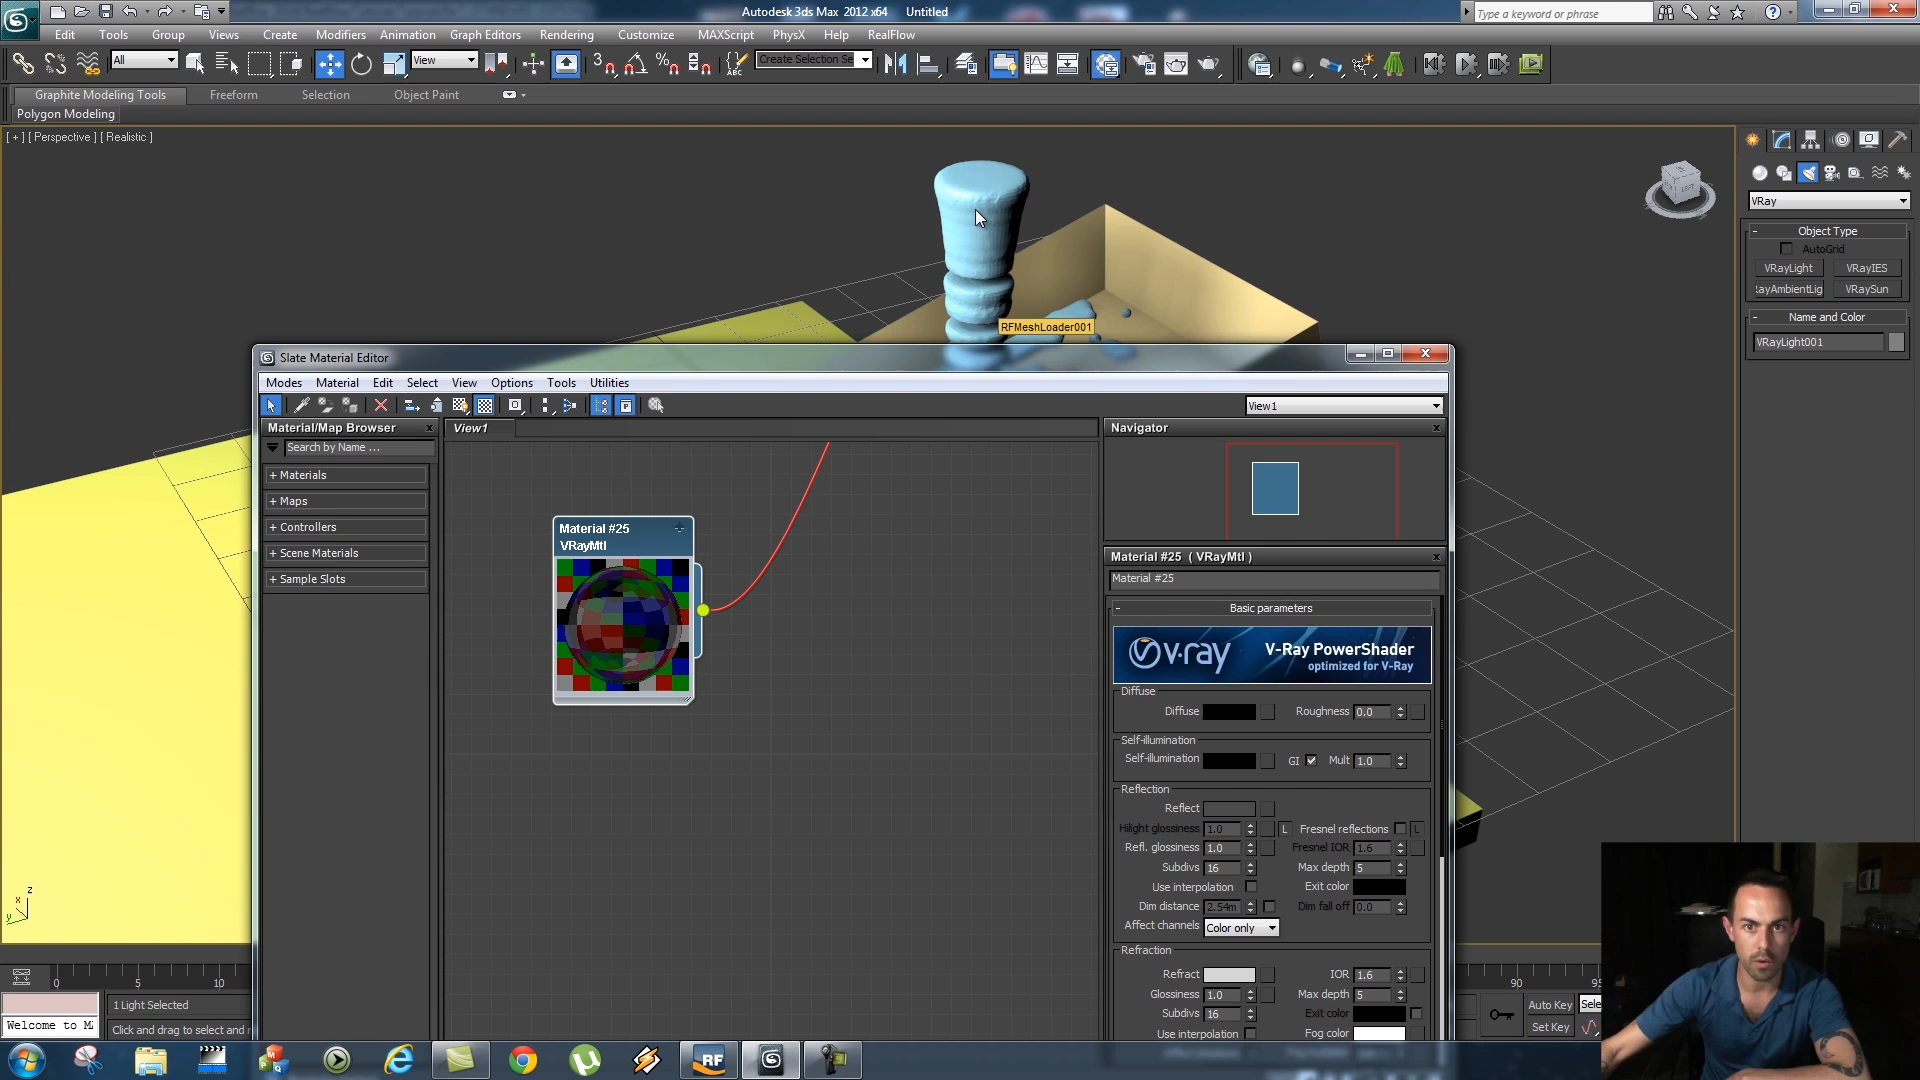 Autodesk 3ds Max 2012 x64 Untitled
Type a keyword or phrase
Edit Tools Group Views Create Modifiers Animation Graph Editors Rendering Customize MAXScript PhysX Help RealFlow
All
View
3
Create Selection Se
Graphite Modeling Tools Freeform Selection Object Paint
Polygon Modeling
[ + ] [ Perspective ] [ Realistic ]
LEFT
VRay
- Object Type
AutoGrid
VRayLight VRayIES
RayAmbientLig VRaySun
- Name and Color
VRayLight001
RFMeshLoader001
Slate Material Editor
Modes Material Edit Select View Options Tools Utilities
View1
Material/Map Browser
Search by Name ...
+ Materials
+ Maps
+ Controllers
+ Scene Materials
+ Sample Slots
View1
Material #25
VRayMtl
Navigator
Material #25 ( VRayMtl )
Material #25
- Basic parameters
v·ray V-Ray PowerShader
optimized for V-Ray
Diffuse
Diffuse Roughness 0.0
Self-illumination
Self-illumination GI Mult 1.0
Reflection
Reflect
Hilight glossiness 1.0 L Fresnel reflections L
Refl. glossiness 1.0 Fresnel IOR 1.6
Subdivs 16 Max depth 5
Use interpolation Exit color
Dim distance 2.54m Dim fall off 0.0
Affect channels Color only
Refraction
Refract IOR 1.6
Glossiness 1.0 Max depth 5
Subdivs 16 Exit color
Use interpolation Fog color
z
x
y
0 5 10 90 95
1 Light Selected
Welcome to M
Click and drag to select and
Auto Key Sele
Set Key
RF